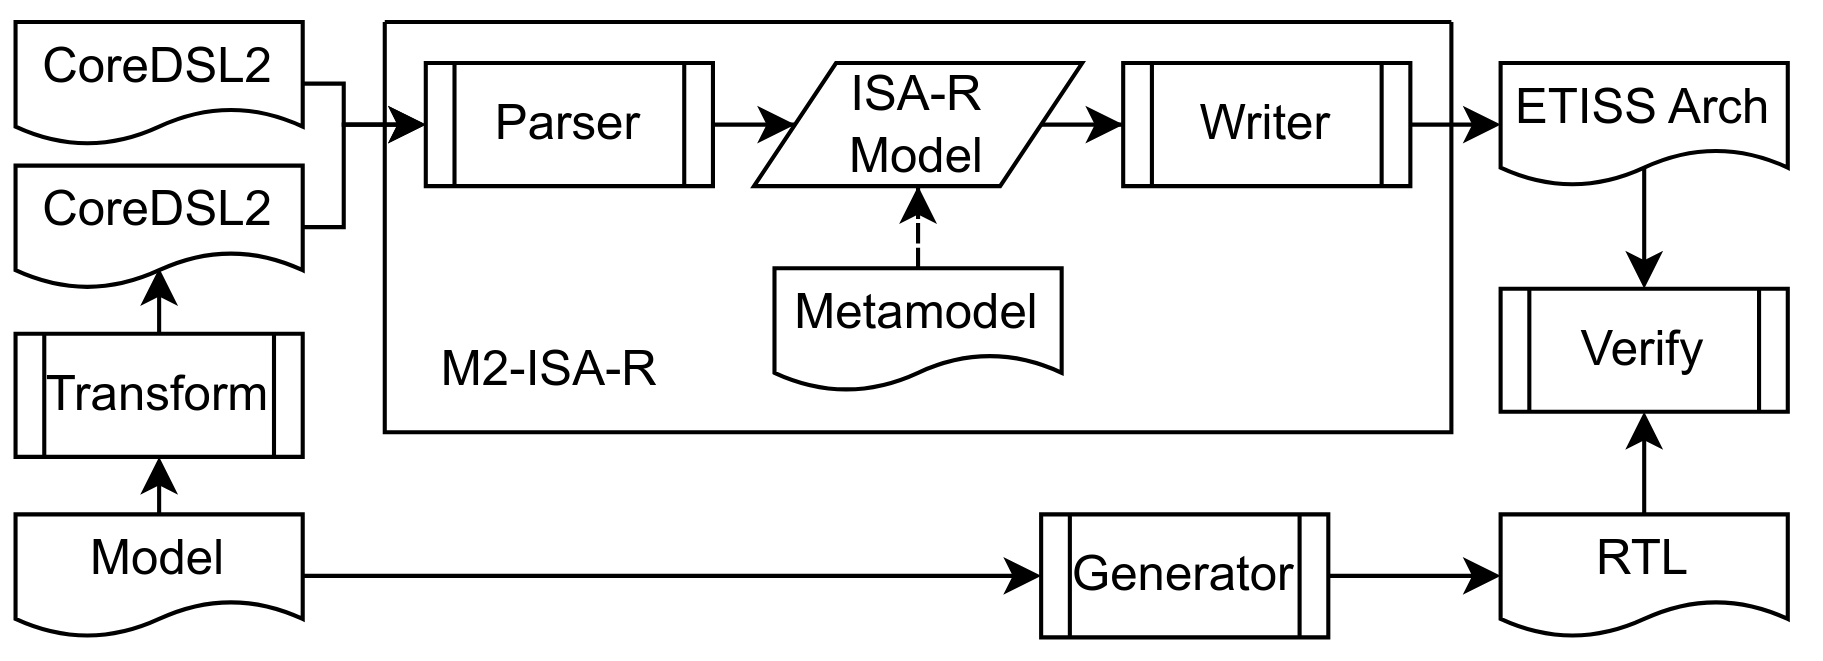 CoreDSL2
CoreDSL2
Transform
Model
Parser
ISA-R
Model
Writer
Metamodel
M2-ISA-R
Generator
ETISS Arch
Verify
RTL